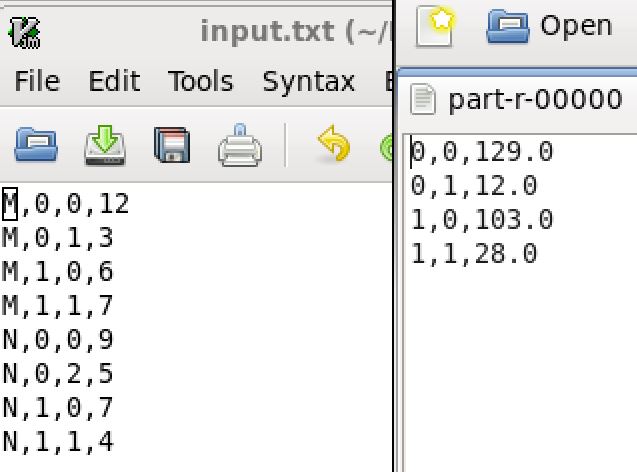 input.txt (~/
File Edit Tools Syntax
M,0,0,12
M,0,1,3
M,1,0,6
M,1,1,7
N,0,0,9
N,0,2,5
N,1,0,7
N,1,1,4
Open
part-r-00000
0,0,129.0
0,1,12.0
1,0,103.0
1,1,28.0